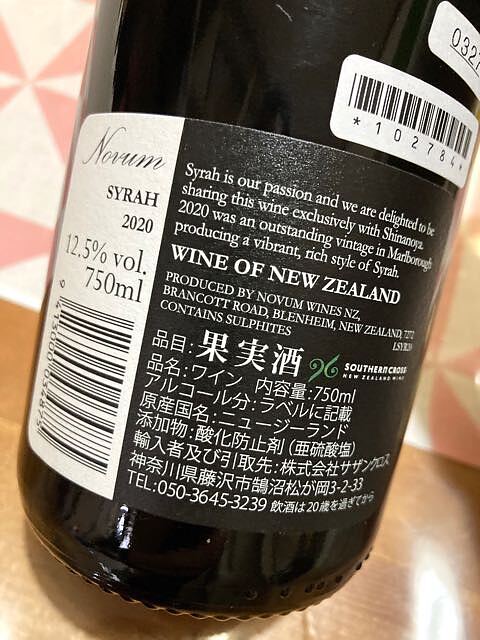 0327
*102784*
Novum
SYRAH
2020
12.5% vol.
750ml
Syrah is our passion and we are delighted to be
sharing this wine exclusively with Shinanoya.
2020 was an outstanding vintage in Marlborough
producing a vibrant, rich style of Syrah.
WINE OF NEW ZEALAND
PRODUCED BY NOVUM WINES NZ,
BRANCOTT ROAD, BLENHEIM, NEW ZEALAND, 7272
CONTAINS SULPHITES
LSYR20
品目:果実酒
SOUTHERN CROSS
NEW ZEALAND WINE
品名:ワイン 内容量:750ml
アルコール分:ラベルに記載
原産国名:ニュージーランド
添加物:酸化防止剤(亜硫酸塩)
輸入者及び引取先:株式会社サザンクロス
神奈川県藤沢市鵠沼松が岡3-2-33
TEL:050-3645-3239 飲酒は20歳を過ぎてから